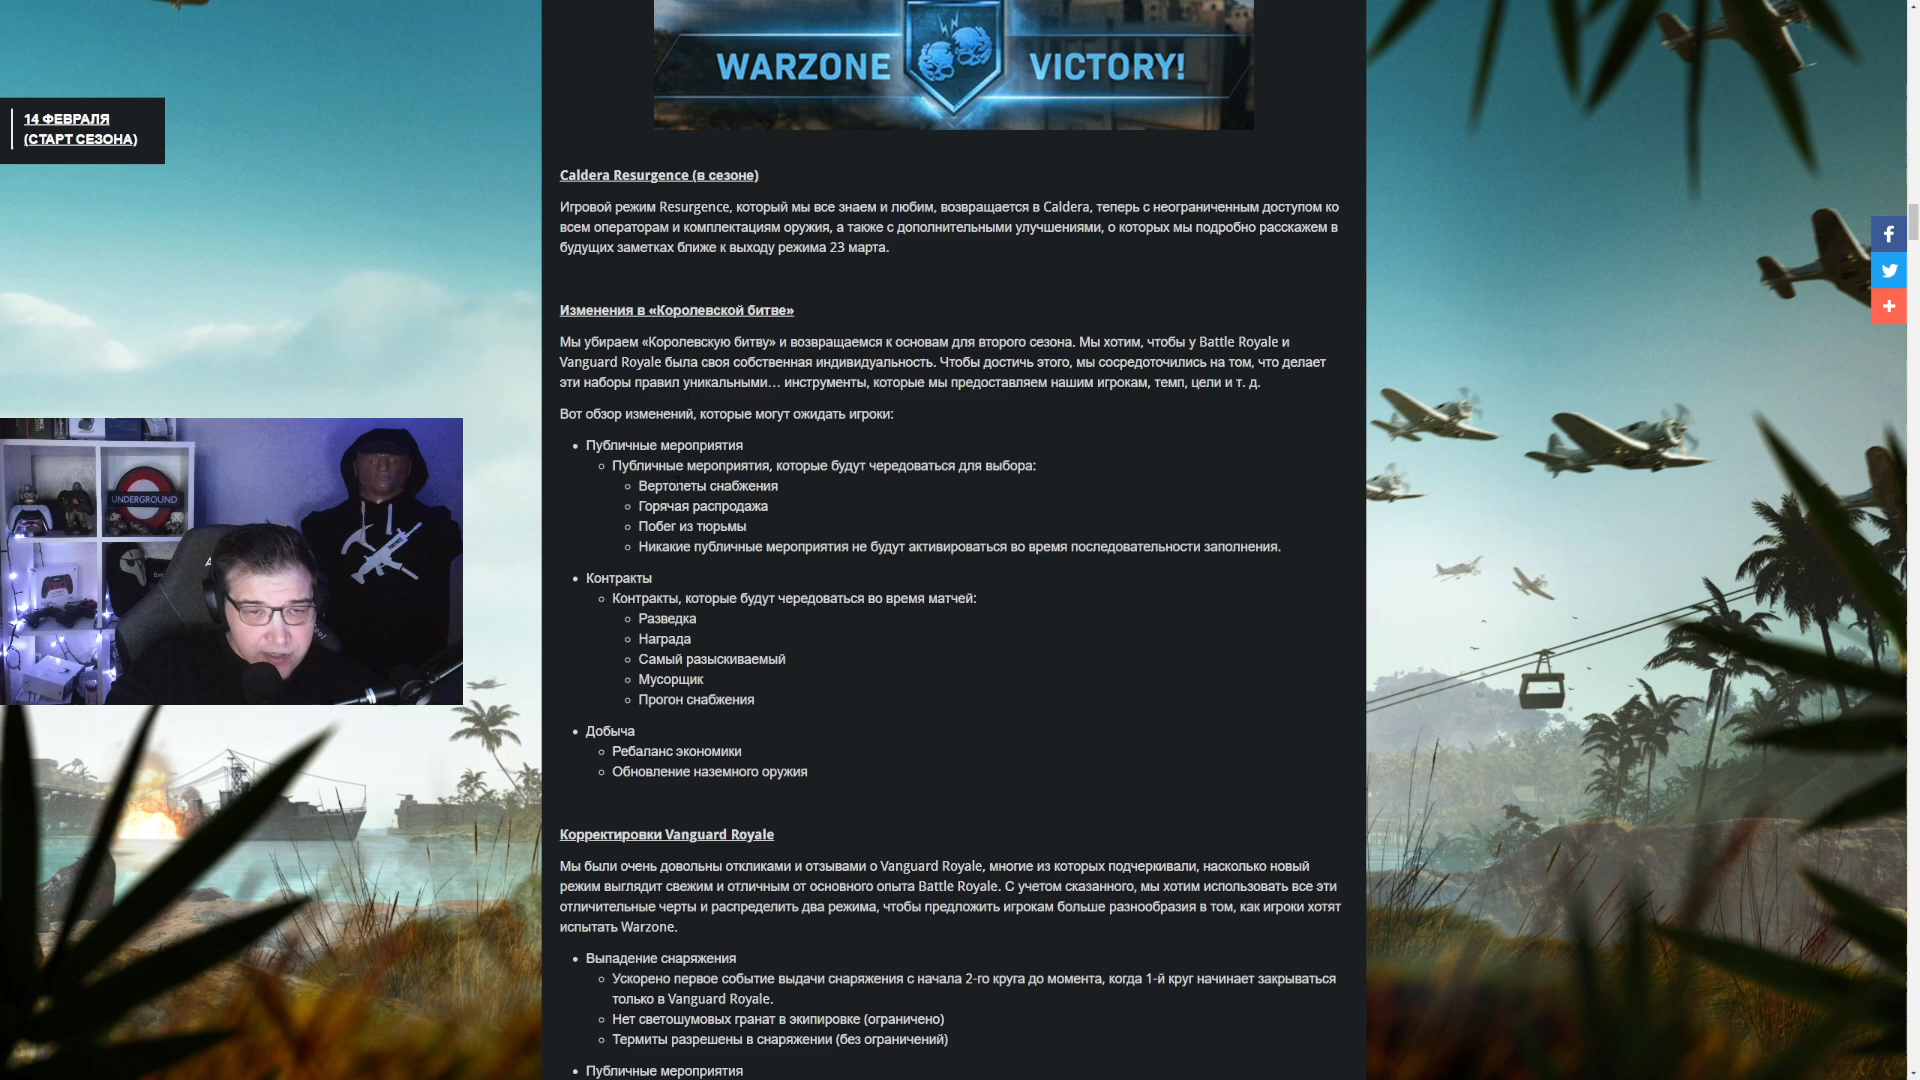 WARZONE VICTORY!
14 ФЕВРАЛЯ
(СТАРТ СЕЗОНА)
Caldera Resurgence (в сезоне)
Игровой режим Resurgence, который мы все знаем и любим, возвращается в Caldera, теперь с неограниченным доступом ко
всем операторам и комплектациям оружия, а также с дополнительными улучшениями, о которых мы подробно расскажем в
будущих заметках ближе к выходу режима 23 марта.
Изменения в «Королевской битве»
Мы убираем «Королевскую битву» и возвращаемся к основам для второго сезона. Мы хотим, чтобы у Battle Royale и
Vanguard Royale была своя собственная индивидуальность. Чтобы достичь этого, мы сосредоточились на том, что делает
эти наборы правил уникальными… инструменты, которые мы предоставляем нашим игрокам, темп, цели и т. д.
Вот обзор изменений, которые могут ожидать игроки:
Публичные мероприятия
Публичные мероприятия, которые будут чередоваться для выбора:
Вертолеты снабжения
Горячая распродажа
Побег из тюрьмы
Никакие публичные мероприятия не будут активироваться во время последовательности заполнения.
Контракты
Контракты, которые будут чередоваться во время матчей:
Разведка
Награда
Самый разыскиваемый
Мусорщик
Прогон снабжения
Добыча
Ребаланс экономики
Обновление наземного оружия
UNDERGROUND
Корректировки Vanguard Royale
Мы были очень довольны откликами и отзывами о Vanguard Royale, многие из которых подчеркивали, насколько новый
режим выглядит свежим и отличным от основного опыта Battle Royale. С учетом сказанного, мы хотим использовать все эти
отличительные черты и распределить два режима, чтобы предложить игрокам больше разнообразия в том, как игроки хотят
испытать Warzone.
Выпадение снаряжения
Ускорено первое событие выдачи снаряжения с начала 2-го круга до момента, когда 1-й круг начинает закрываться
только в Vanguard Royale.
Нет светошумовых гранат в экипировке (ограничено)
Термиты разрешены в снаряжении (без ограничений)
Публичные мероприятия